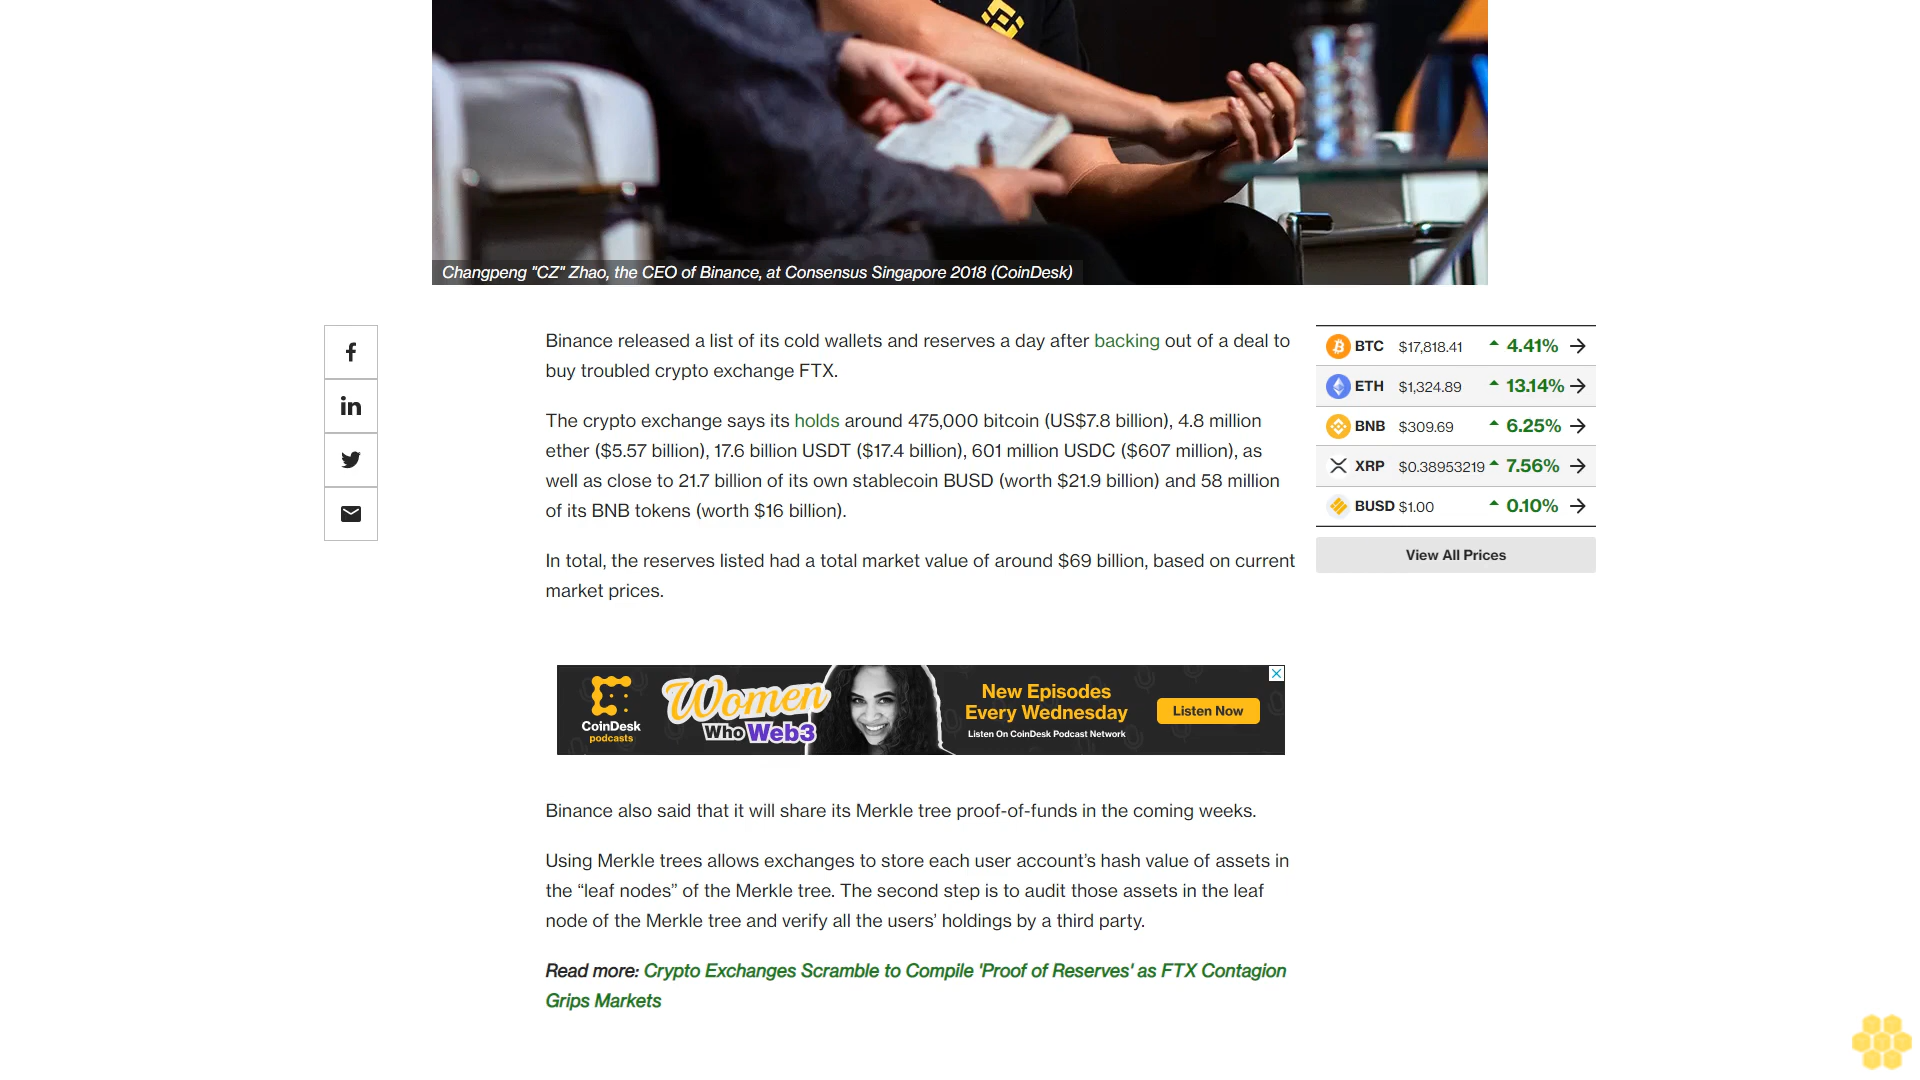 Changpeng "CZ" Zhao, the CEO of Binance, at Consensus Singapore 2018 (CoinDesk)
Binance released a list of its cold wallets and reserves a day after backing out of a deal to
buy troubled crypto exchange FTX.
The crypto exchange says its holds around 475,000 bitcoin (US$7.8 billion), 4.8 million
ether ($5.57 billion), 17.6 billion USDT ($17.4 billion), 601 million USDC ($607 million), as
well as close to 21.7 billion of its own stablecoin BUSD (worth $21.9 billion) and 58 million
of its BNB tokens (worth $16 billion).
In total, the reserves listed had a total market value of around $69 billion, based on current
market prices.
BTC $17,818.41 4.41%
ETH $1,324.89 13.14%
BNB $309.69 6.25%
XRP $0.38953219 7.56%
BUSD $1.00 0.10%
View All Prices
CoinDesk
podcasts
Women
Who Web3
New Episodes
Every Wednesday
Listen On CoinDesk Podcast Network
Listen Now
Binance also said that it will share its Merkle tree proof-of-funds in the coming weeks.
Using Merkle trees allows exchanges to store each user account’s hash value of assets in
the “leaf nodes” of the Merkle tree. The second step is to audit those assets in the leaf
node of the Merkle tree and verify all the users’ holdings by a third party.
Read more: Crypto Exchanges Scramble to Compile 'Proof of Reserves' as FTX Contagion
Grips Markets